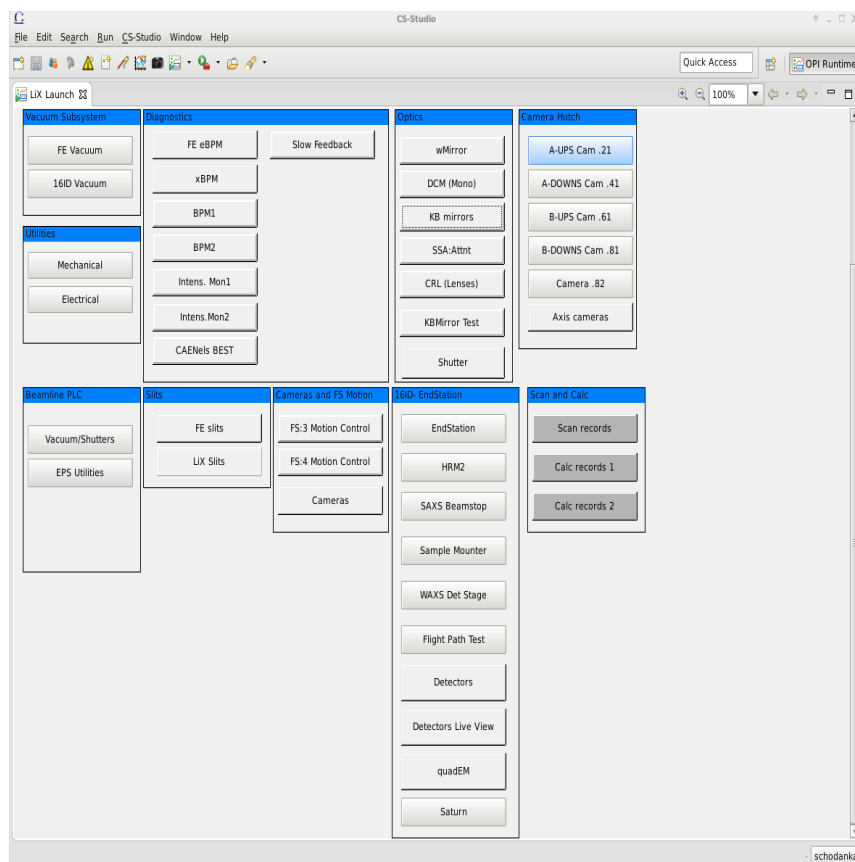 CS-Studio
File Edit Search Run CS-Studio Window Help
Quick Access
OPI Runtime
LiX Launch
100%
Vacuum Subsystem
FE Vacuum
16ID Vacuum
Utilities
Mechanical
Electrical
Diagnostics
FE eBPM
Slow Feedback
xBPM
BPM1
BPM2
Intens. Mon1
Intens.Mon2
CAENels BEST
Optics
wMirror
DCM (Mono)
KB mirrors
SSA:Attnt
CRL (Lenses)
KBMirror Test
Shutter
Camera Hutch
A-UPS Cam .21
A-DOWNS Cam .41
B-UPS Cam .61
B-DOWNS Cam .81
Camera .82
Axis cameras
Beamline PLC
Vacuum/Shutters
EPS Utilities
Slits
FE slits
LiX Slits
Cameras and FS Motion
FS:3 Motion Control
FS:4 Motion Control
Cameras
16ID- EndStation
EndStation
HRM2
SAXS Beamstop
Sample Mounter
WAXS Det Stage
Flight Path Test
Detectors
Detectors Live View
quadEM
Saturn
Scan and Calc
Scan records
Calc records 1
Calc records 2
schodanka